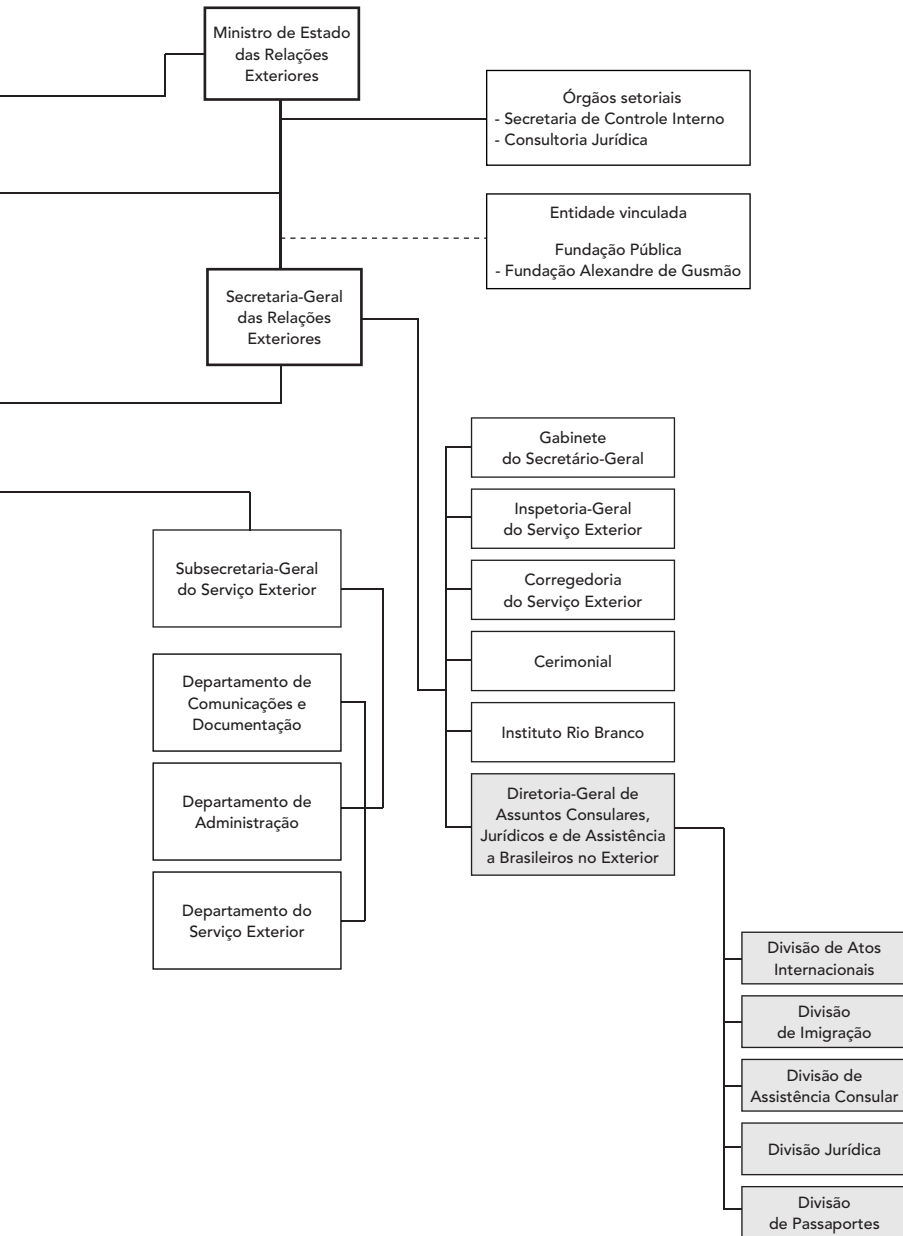 Ministro de Estado
das Relações
Exteriores
Órgãos setoriais
- Secretaria de Controle Interno
- Consultoria Jurídica
Entidade vinculada
Fundação Pública
- Fundação Alexandre de Gusmão
Secretaria-Geral
das Relações
Exteriores
Gabinete
do Secretário-Geral
Inspetoria-Geral
do Serviço Exterior
Corregedoria
do Serviço Exterior
Cerimonial
Instituto Rio Branco
Diretoria-Geral de
Assuntos Consulares,
Jurídicos e de Assistência
a Brasileiros no Exterior
Subsecretaria-Geral
do Serviço Exterior
Departamento de
Comunicações e
Documentação
Departamento de
Administração
Departamento do
Serviço Exterior
Divisão de Atos
Internacionais
Divisão
de Imigração
Divisão de
Assistência Consular
Divisão Jurídica
Divisão
de Passaportes